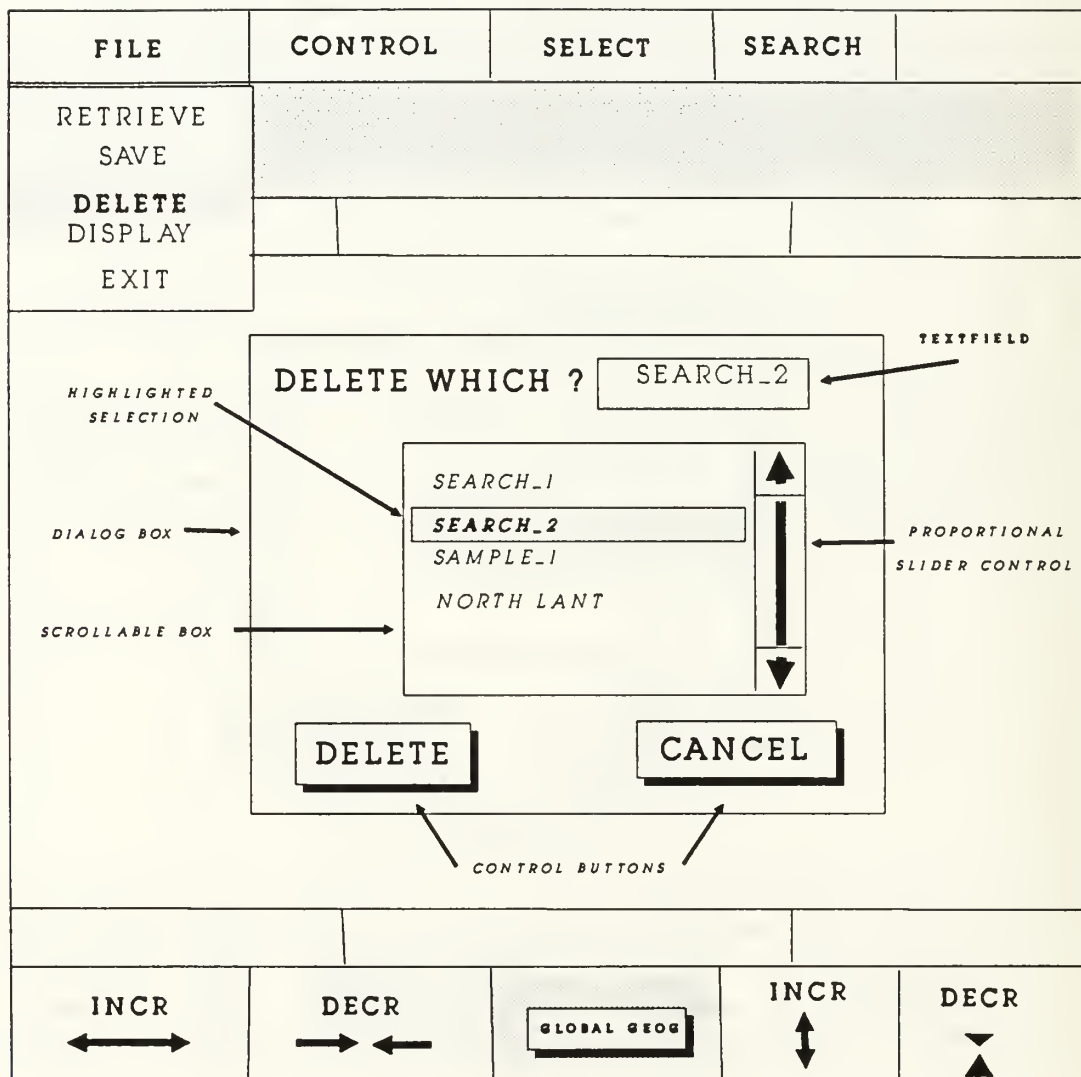 FILE CONTROL SELECT SEARCH
RETRIEVE
SAVE
DELETE
DISPLAY
EXIT
TEXTFIELD
DELETE WHICH ? SEARCH_2
HIGHLIGHTED
SELECTION
SEARCH_1
SEARCH_2
DIALOG BOX
PROPORTIONAL
SLIDER CONTROL
SAMPLE_1
NORTH LANT
SCROLLABLE BOX
DELETE CANCEL
CONTROL BUTTONS
INCR DECR GLOBAL GEOG INCR DECR